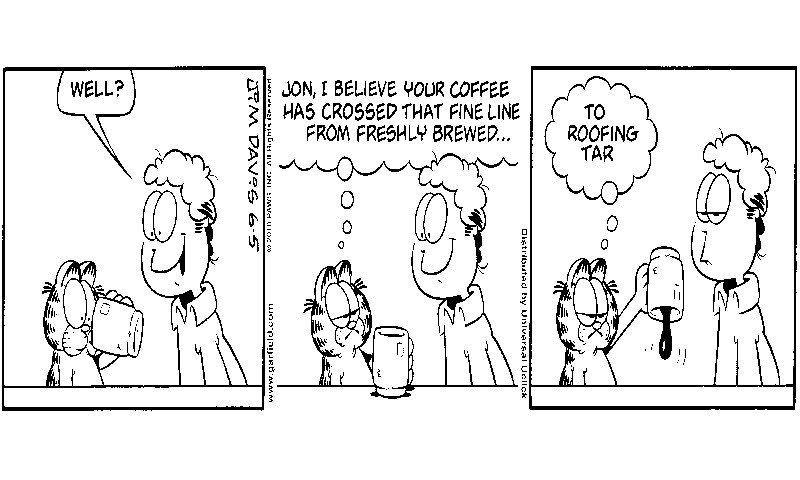 WELL?
JIM DAVIS 6-5
© 2010 PAWS, INC. All Rights Reserved.
www.garfield.com
JON, I BELIEVE YOUR COFFEE
HAS CROSSED THAT FINE LINE
FROM FRESHLY BREWED...
Distributed by Universal Uclick
TO
ROOFING
TAR